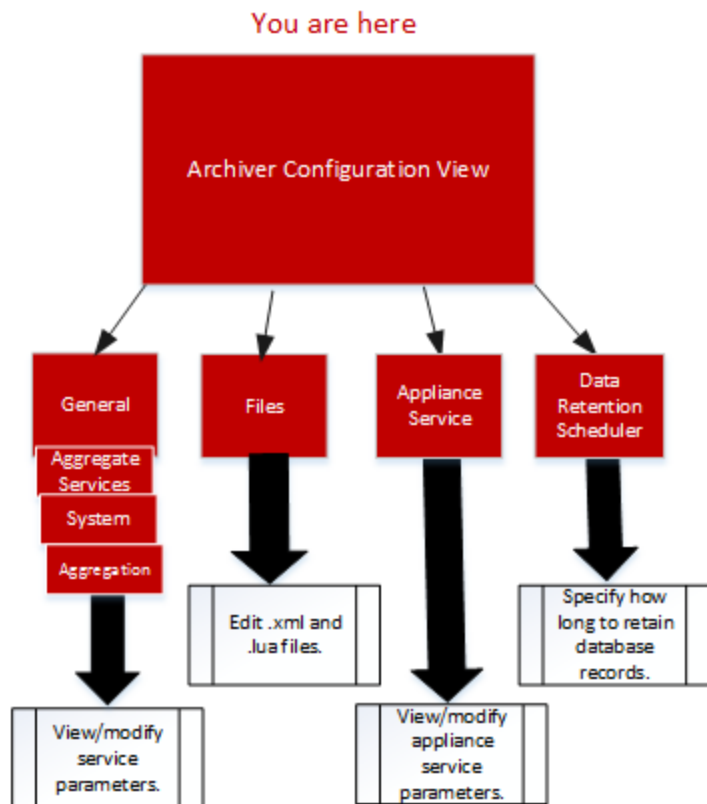 You are here
Archiver Configuration View
General
Aggregate
Services
System
Aggregation
Files
Appliance
Service
Data
Retention
Scheduler
View/modify
service
parameters.
Edit .xml and
.lua files.
View/modify
appliance
service
parameters.
Specify how
long to retain
database
records.